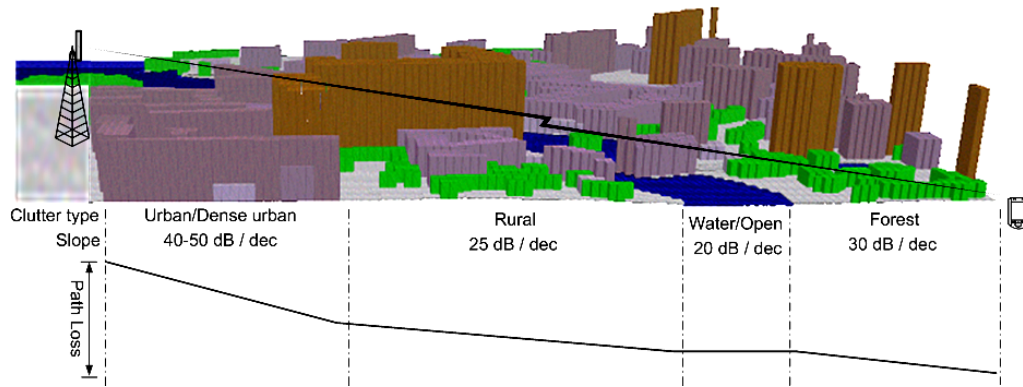 Clutter type
Urban/Dense urban
Rural
Water/Open
Forest
Slope
40-50 dB / dec
25 dB / dec
20 dB / dec
30 dB / dec
Path Loss